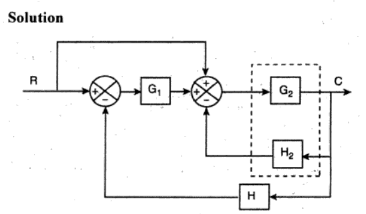 Solution
R
C
+
−
G₁
+
+
−
G₂
H₂
H